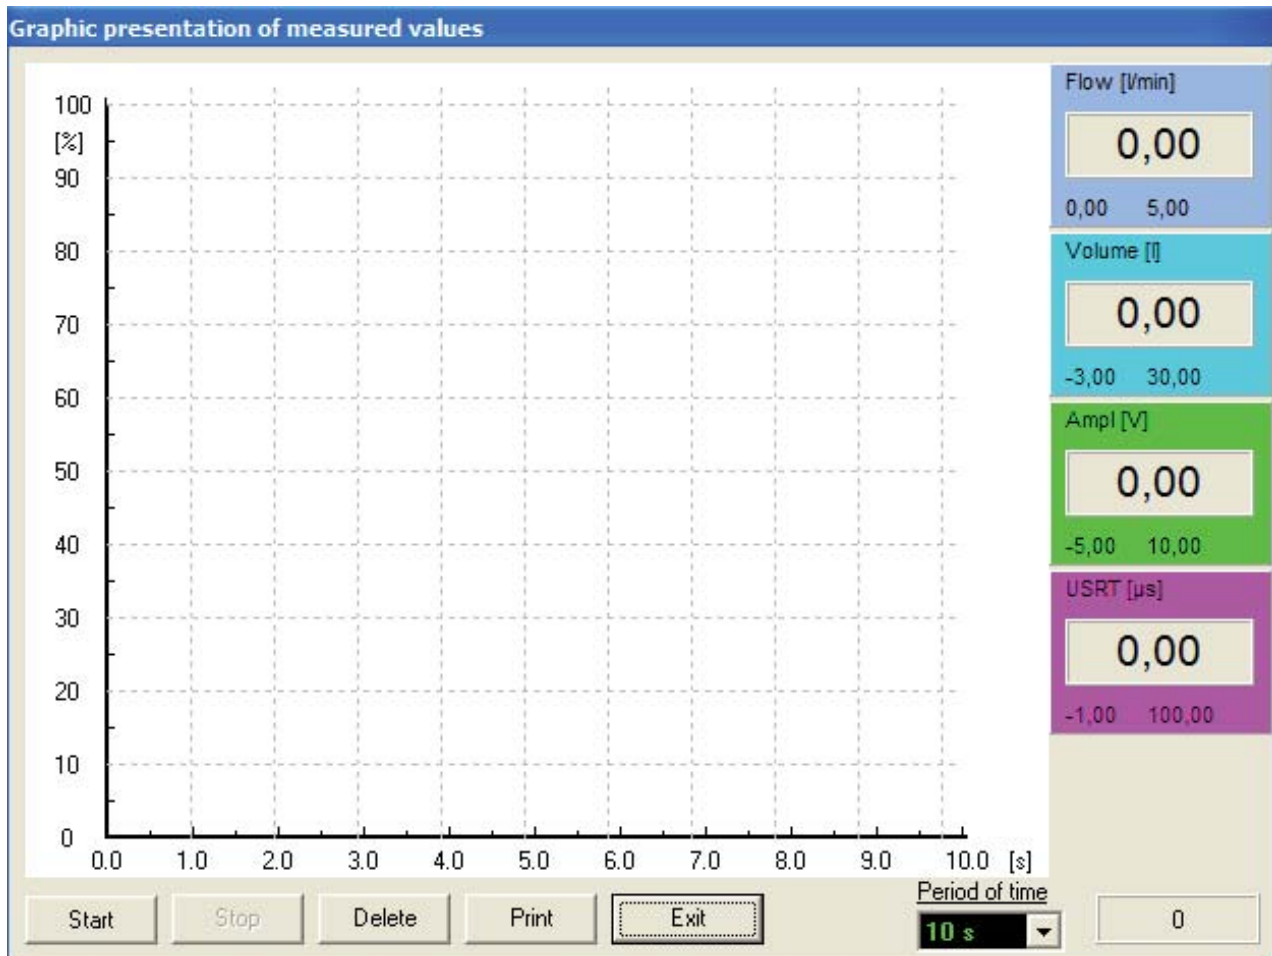 Graphic presentation of measured values
100
[%]
90
80
70
60
50
40
30
20
10
0
0.0 1.0 2.0 3.0 4.0 5.0 6.0 7.0 8.0 9.0 10.0 [s]
Flow [l/min]
0,00
0,00 5,00
Volume [l]
0,00
-3,00 30,00
Ampl [V]
0,00
-5,00 10,00
USRT [µs]
0,00
-1,00 100,00
Period of time
Start Stop Delete Print Exit 10 s 0